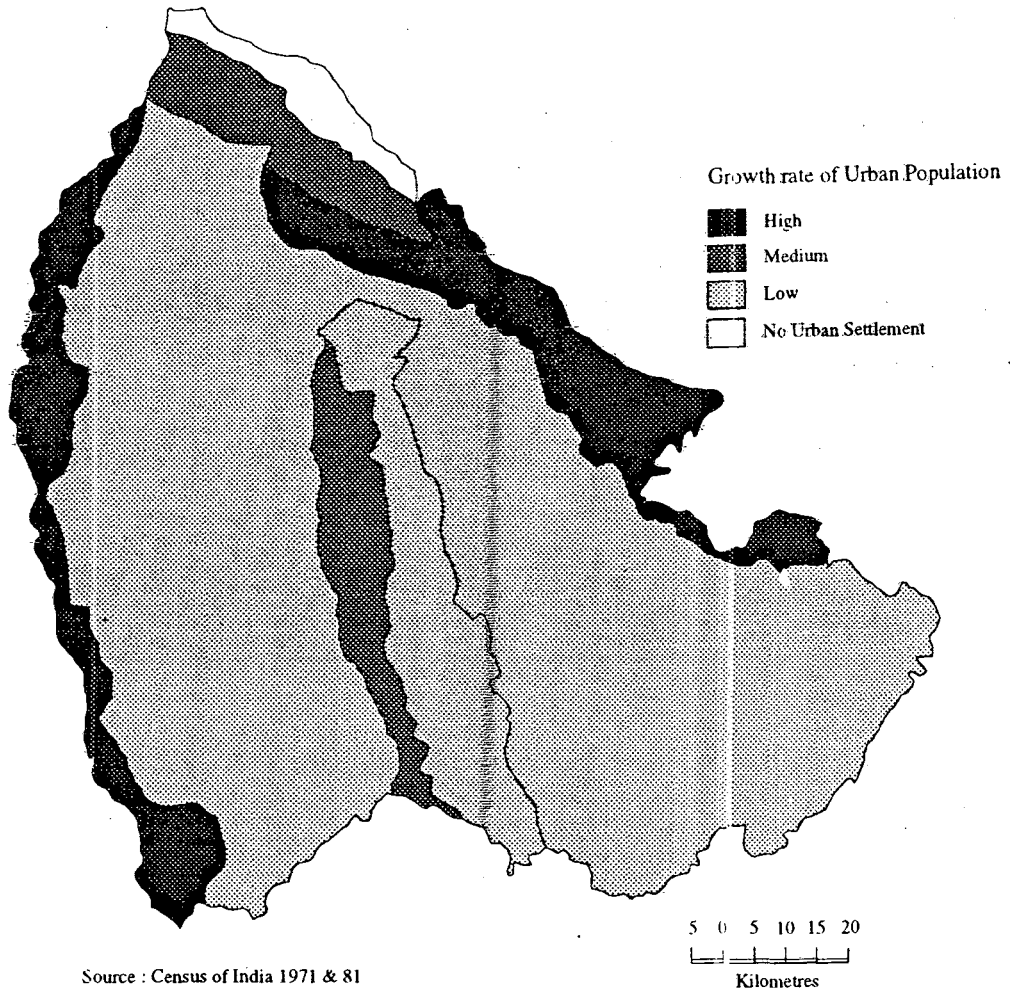 Growth rate of Urban Population
High
Medium
Low
No Urban Settlement
5 0 5 10 15 20
Kilometres
Source : Census of India 1971 & 81